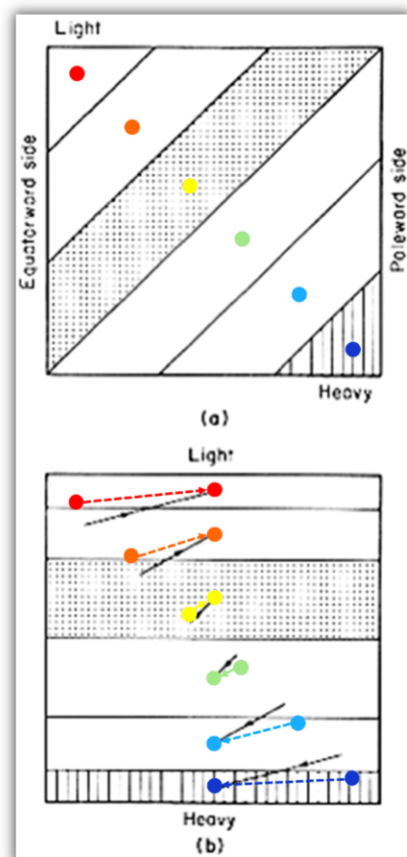 Light
Equatorward side
Poleward side
Heavy
(a)
Light
Heavy
(b)